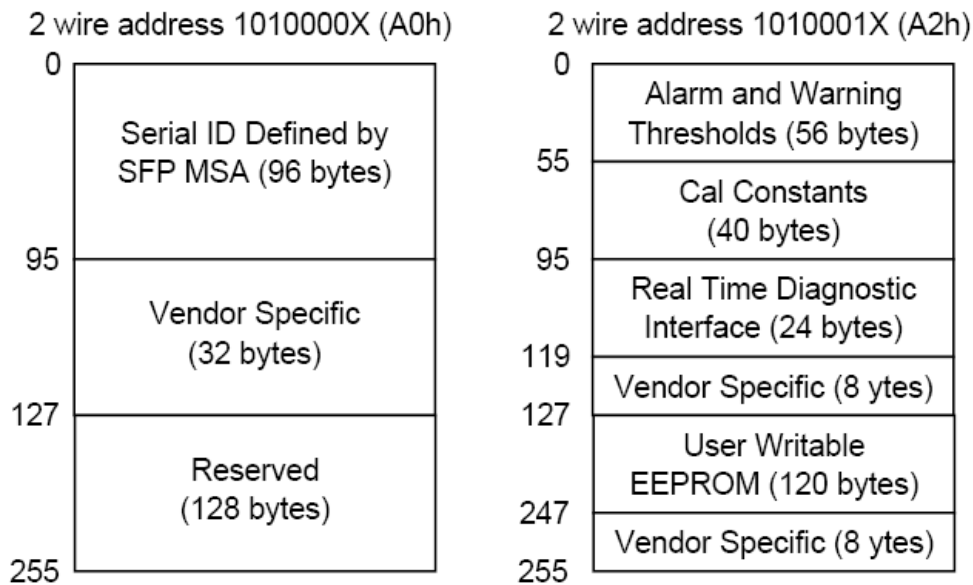 2 wire address 1010000X (A0h)
0
Serial ID Defined by
SFP MSA (96 bytes)
95
Vendor Specific
(32 bytes)
127
Reserved
(128 bytes)
255
2 wire address 1010001X (A2h)
0
Alarm and Warning
Thresholds (56 bytes)
55
Cal Constants
(40 bytes)
95
Real Time Diagnostic
Interface (24 bytes)
119
Vendor Specific (8 ytes)
127
User Writable
EEPROM (120 bytes)
247
Vendor Specific (8 ytes)
255